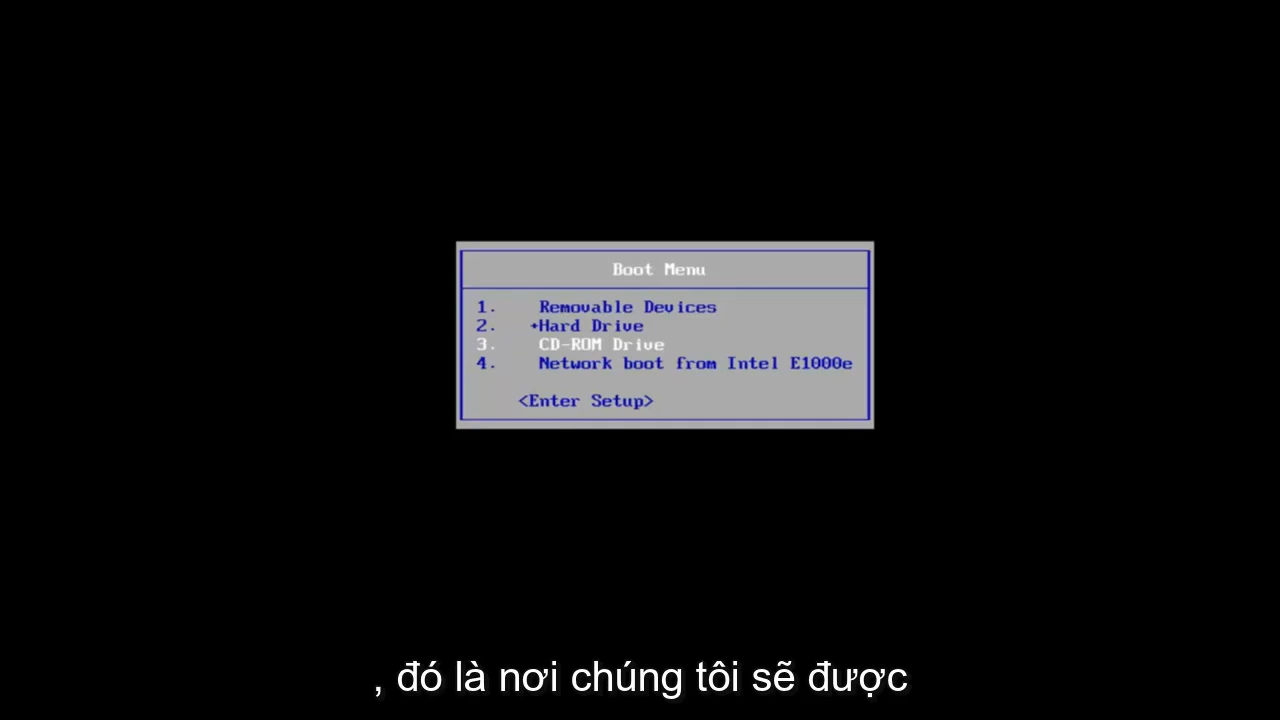 Boot Menu
1. Removable Devices
2. +Hard Drive
3. CD-ROM Drive
4. Network boot from Intel E1000e
<Enter Setup>
, đó là nơi chúng tôi sẽ được